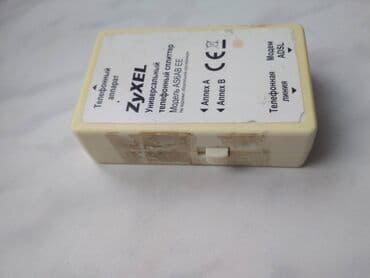 Телефонный
аппарат
ZyXEL
Универсальный
телефонный сплиттер
Модель AS6AB EE
CE
Annex A
Annex B
Модем
ADSL
Телефонная
линия